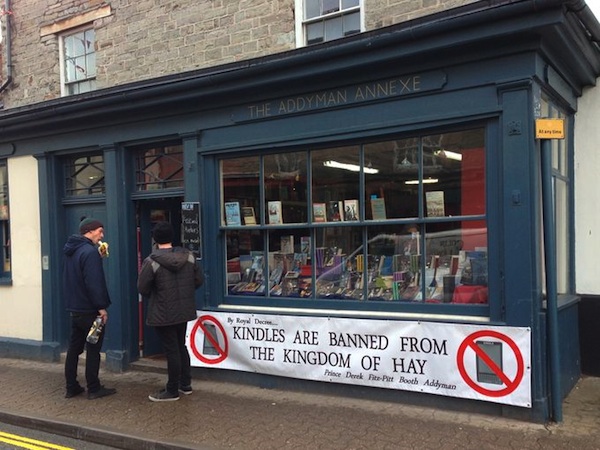 THE ADDYMAN ANNEXE
At any time
By Royal Decree....
KINDLES ARE BANNED FROM
THE KINGDOM OF HAY
Prince Derek Fitz-Pitt Booth Addyman